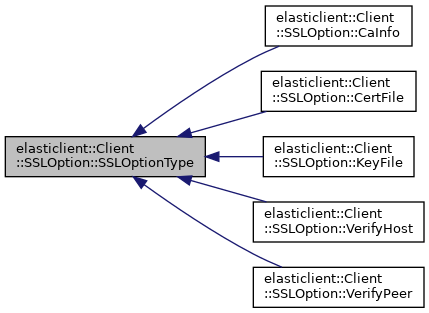 elasticlient::Client
::SSLOption::CaInfo
elasticlient::Client
::SSLOption::CertFile
elasticlient::Client
::SSLOption::SSLOptionType
elasticlient::Client
::SSLOption::KeyFile
elasticlient::Client
::SSLOption::VerifyHost
elasticlient::Client
::SSLOption::VerifyPeer